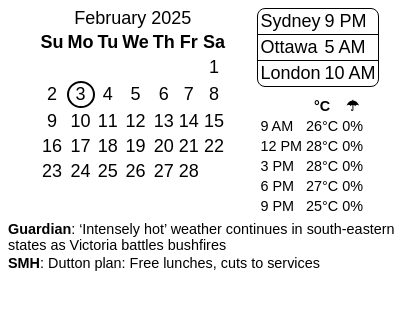 February 2025
Su Mo Tu We Th Fr Sa
1
2 3 4 5 6 7 8
9 10 11 12 13 14 15
16 17 18 19 20 21 22
23 24 25 26 27 28
Sydney 9 PM
Ottawa 5 AM
London 10 AM
°C ☂
9 AM 26°C 0%
12 PM 28°C 0%
3 PM 28°C 0%
6 PM 27°C 0%
9 PM 25°C 0%
Guardian: ‘Intensely hot’ weather continues in south-eastern
states as Victoria battles bushfires
SMH: Dutton plan: Free lunches, cuts to services